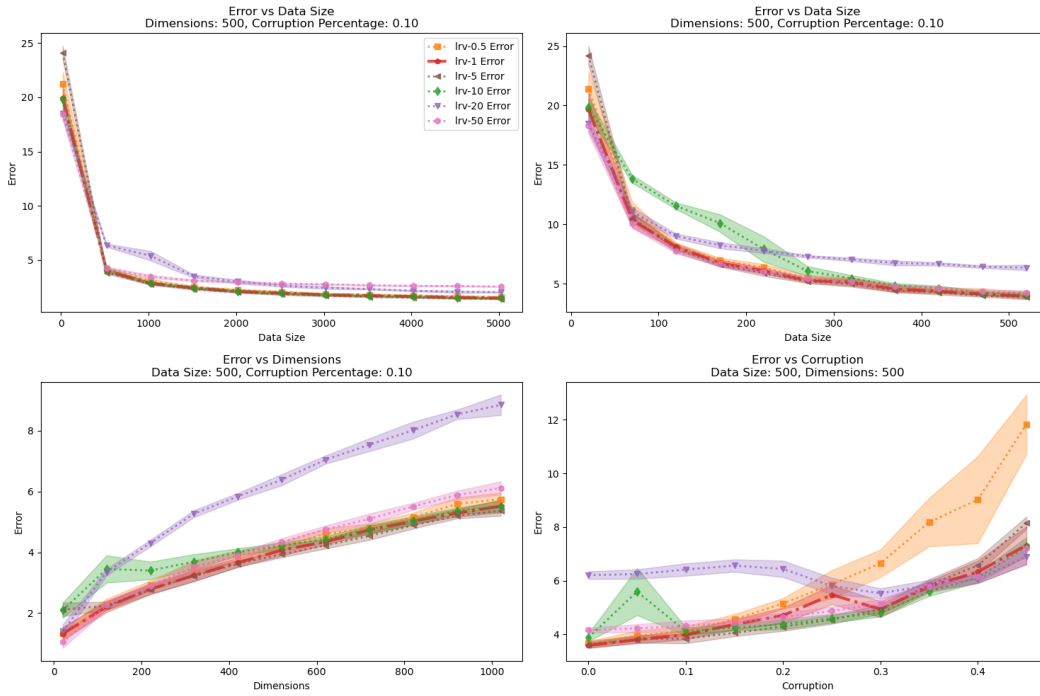 Error vs Data Size
Dimensions: 500, Corruption Percentage: 0.10
25
20
15
10
5
Error
lrv-0.5 Error
lrv-1 Error
lrv-5 Error
lrv-10 Error
lrv-20 Error
lrv-50 Error
0
1000
2000
3000
4000
5000
Data Size
Error vs Data Size
Dimensions: 500, Corruption Percentage: 0.10
25
20
15
10
5
Error
0
100
200
300
400
500
Data Size
Error vs Dimensions
Data Size: 500, Corruption Percentage: 0.10
8
6
4
2
Error
0
200
400
600
800
1000
Dimensions
Error vs Corruption
Data Size: 500, Dimensions: 500
12
10
8
6
4
Error
0.0
0.1
0.2
0.3
0.4
Corruption